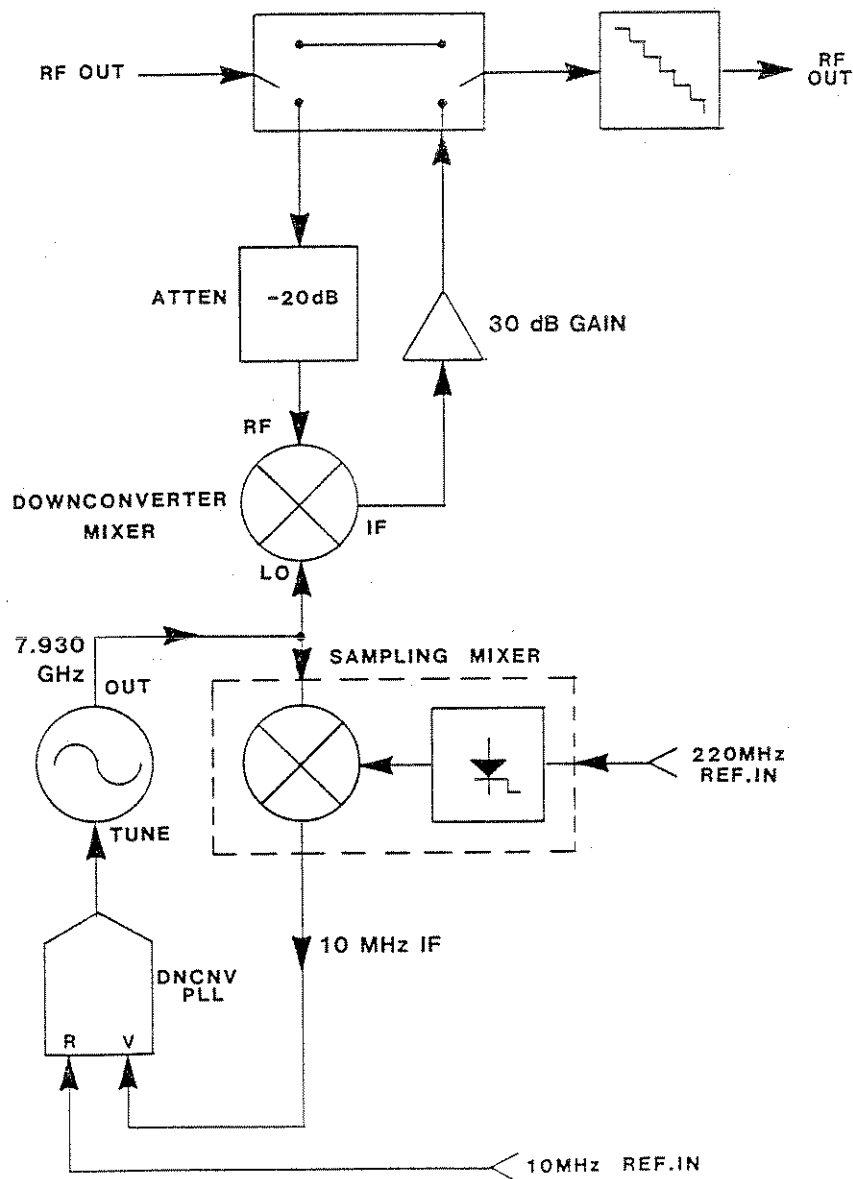 RF OUT
RF
OUT
ATTEN
-20dB
30 dB GAIN
RF
DOWNCONVERTER
MIXER
IF
LO
7.930
GHz
OUT
SAMPLING MIXER
220MHz
REF.IN
TUNE
10 MHz IF
DNCNV
PLL
R
V
10MHz REF.IN